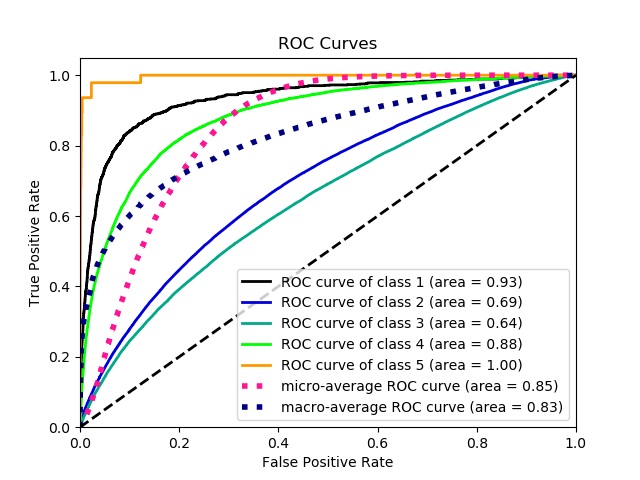 ROC Curves
True Positive Rate
1.0
0.8
0.6
0.4
0.2
0.0
ROC curve of class 1 (area = 0.93)
ROC curve of class 2 (area = 0.69)
ROC curve of class 3 (area = 0.64)
ROC curve of class 4 (area = 0.88)
ROC curve of class 5 (area = 1.00)
micro-average ROC curve (area = 0.85)
macro-average ROC curve (area = 0.83)
0.0 0.2 0.4 0.6 0.8 1.0
False Positive Rate